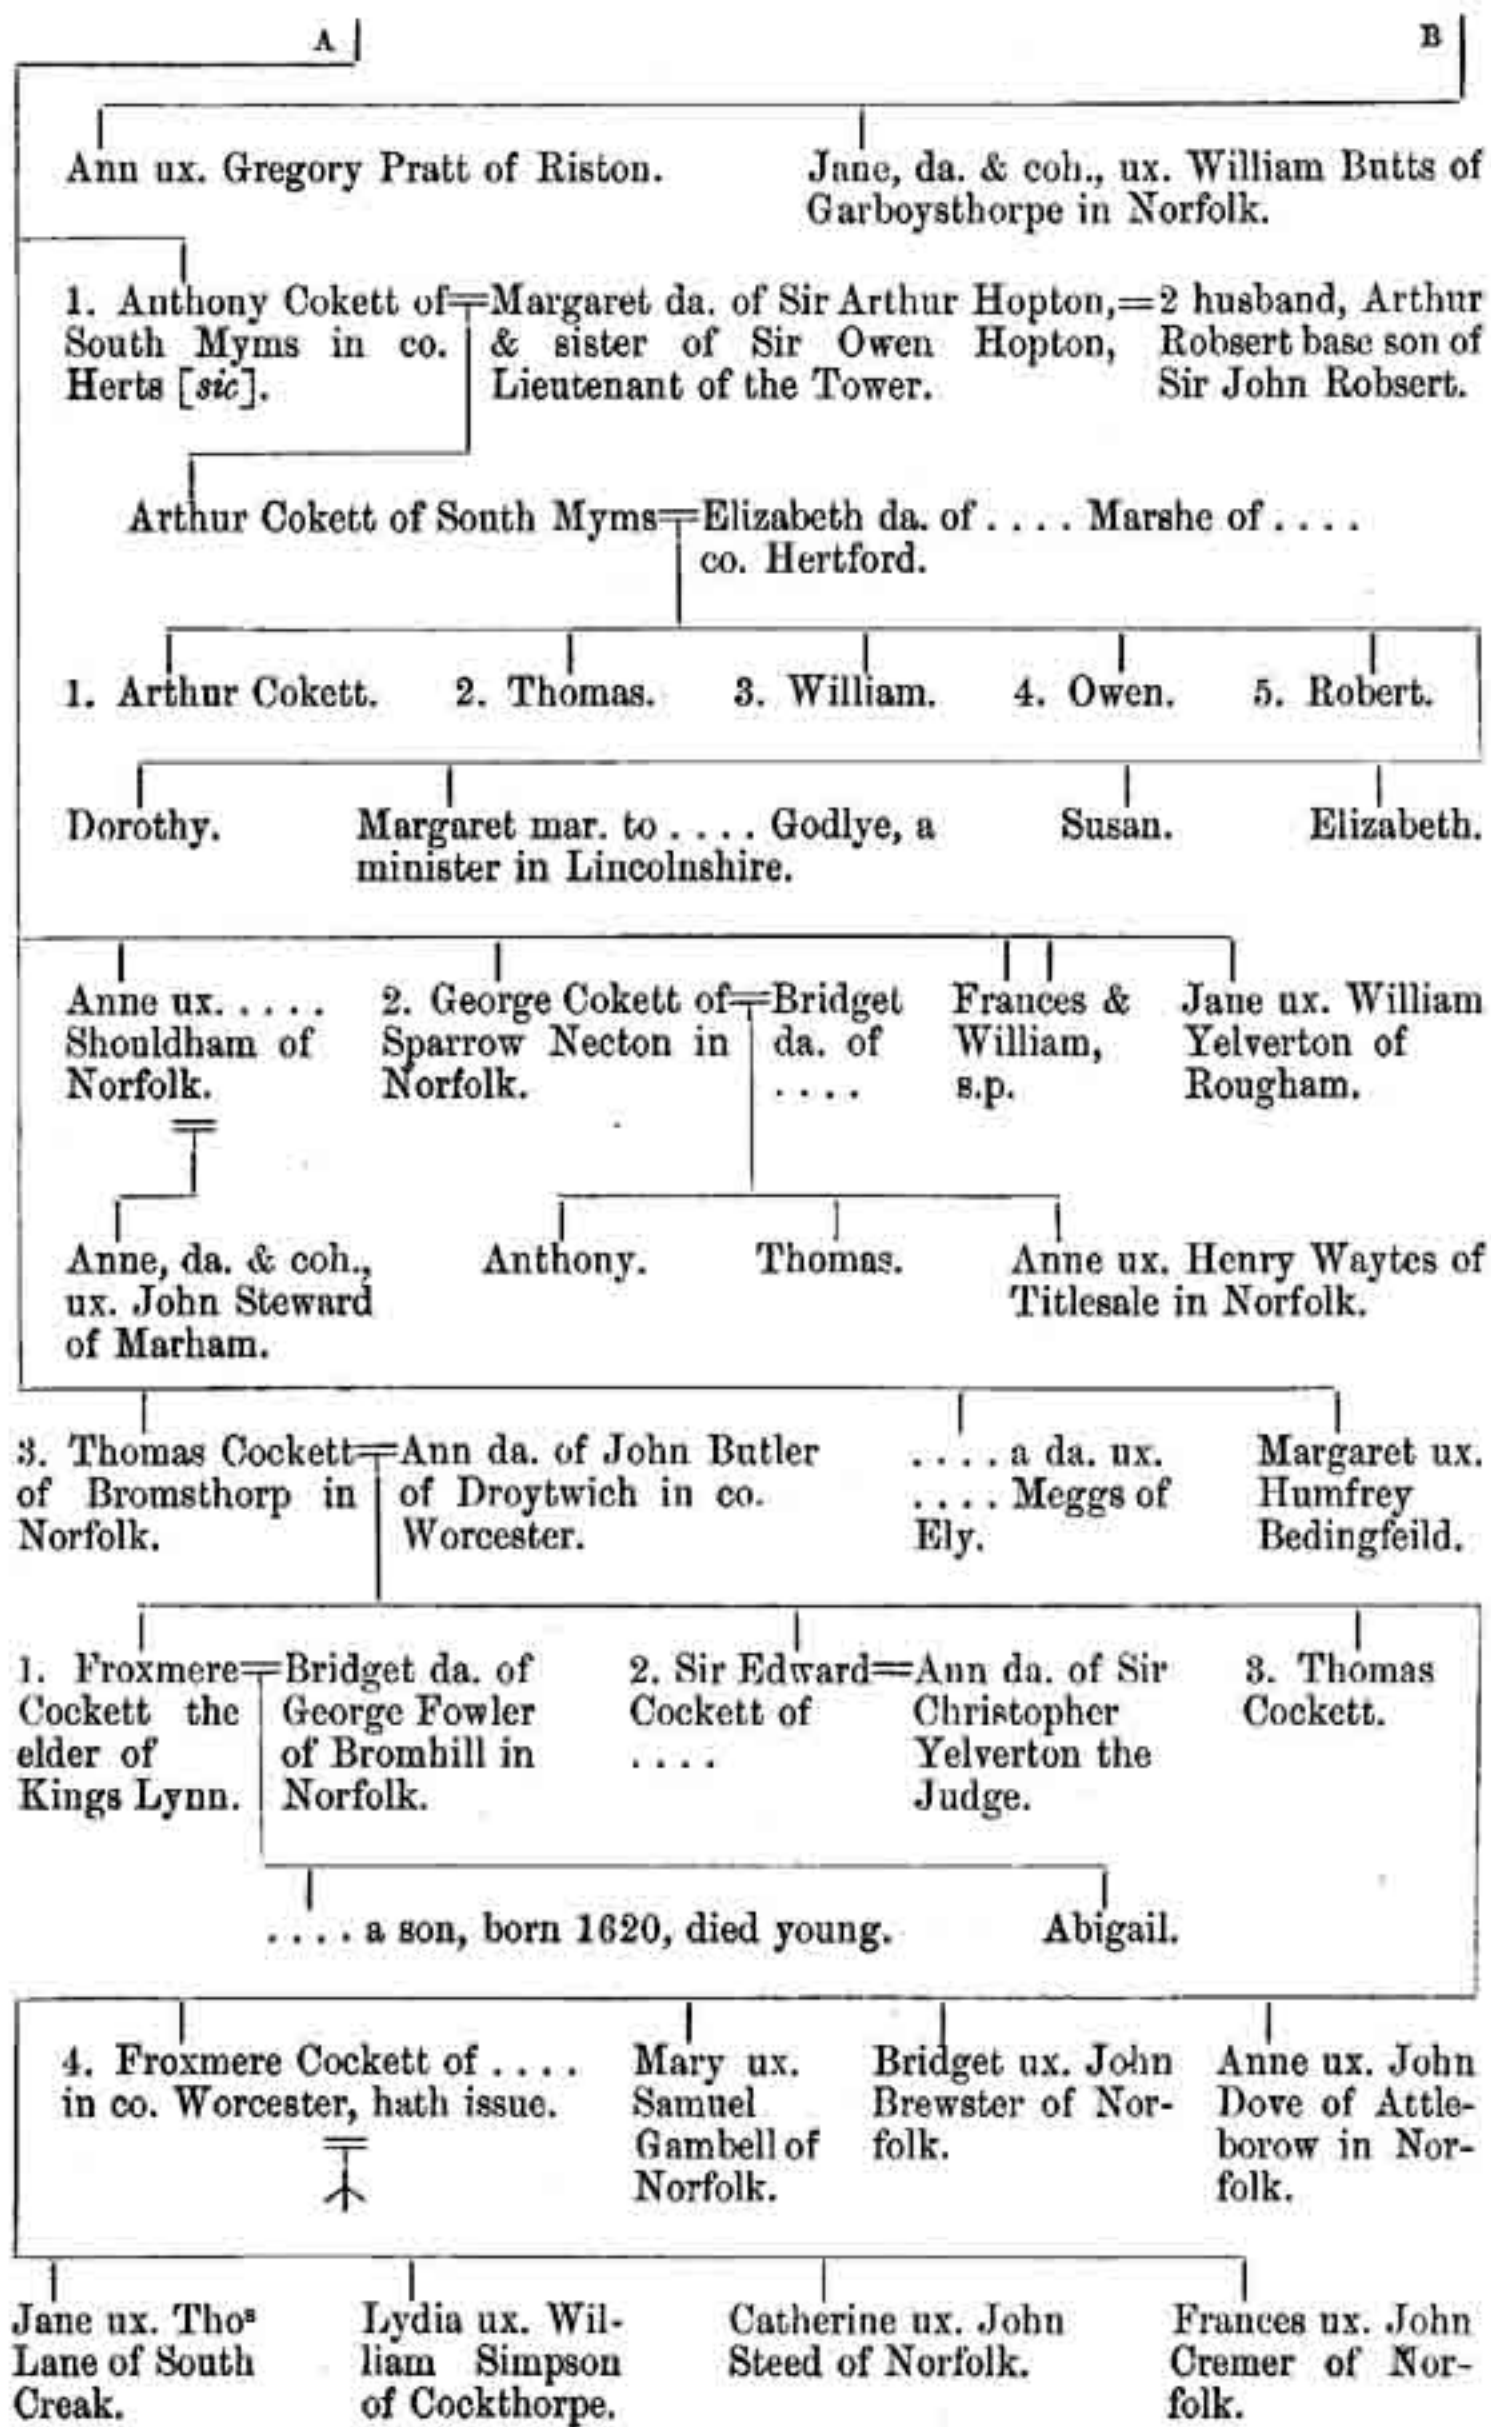 A B
Ann ux. Gregory Pratt of Riston.
Jane, da. & coh., ux. William Butts of
Garboysthorpe in Norfolk.
1. Anthony Cokett of
South Myms in co.
Herts [sic].
Margaret da. of Sir Arthur Hopton,
& sister of Sir Owen Hopton,
Lieutenant of the Tower.
2 husband, Arthur
Robsert base son of
Sir John Robsert.
Arthur Cokett of South Myms
Elizabeth da. of .... Marshe of ....
co. Hertford.
1. Arthur Cokett. 2. Thomas. 3. William. 4. Owen. 5. Robert.
Dorothy.
Margaret mar. to .... Godlye, a
minister in Lincolnshire.
Susan.
Elizabeth.
Anne ux. ....
Shouldham of
Norfolk.
2. George Cokett of
Sparrow Necton in
Norfolk.
Bridget
da. of
....
Frances &
William,
s.p.
Jane ux. William
Yelverton of
Rougham.
Anne, da. & coh.,
ux. John Steward
of Marham.
Anthony.
Thomas.
Anne ux. Henry Waytes of
Titlesale in Norfolk.
3. Thomas Cockett
of Bromsthorp in
Norfolk.
Ann da. of John Butler
of Droytwich in co.
Worcester.
.... a da. ux.
.... Meggs of
Ely.
Margaret ux.
Humfrey
Bedingfeild.
1. Froxmere
Cockett the
elder of
Kings Lynn.
Bridget da. of
George Fowler
of Bromhill in
Norfolk.
2. Sir Edward
Cockett of
....
Ann da. of Sir
Christopher
Yelverton the
Judge.
3. Thomas
Cockett.
.... a son, born 1620, died young.
Abigail.
4. Froxmere Cockett of ....
in co. Worcester, hath issue.
Mary ux.
Samuel
Gambell of
Norfolk.
Bridget ux. John
Brewster of Nor-
folk.
Anne ux. John
Dove of Attle-
borow in Nor-
folk.
Jane ux. Thoˢ
Lane of South
Creak.
Lydia ux. Wil-
liam Simpson
of Cockthorpe.
Catherine ux. John
Steed of Norfolk.
Frances ux. John
Cremer of Nor-
folk.